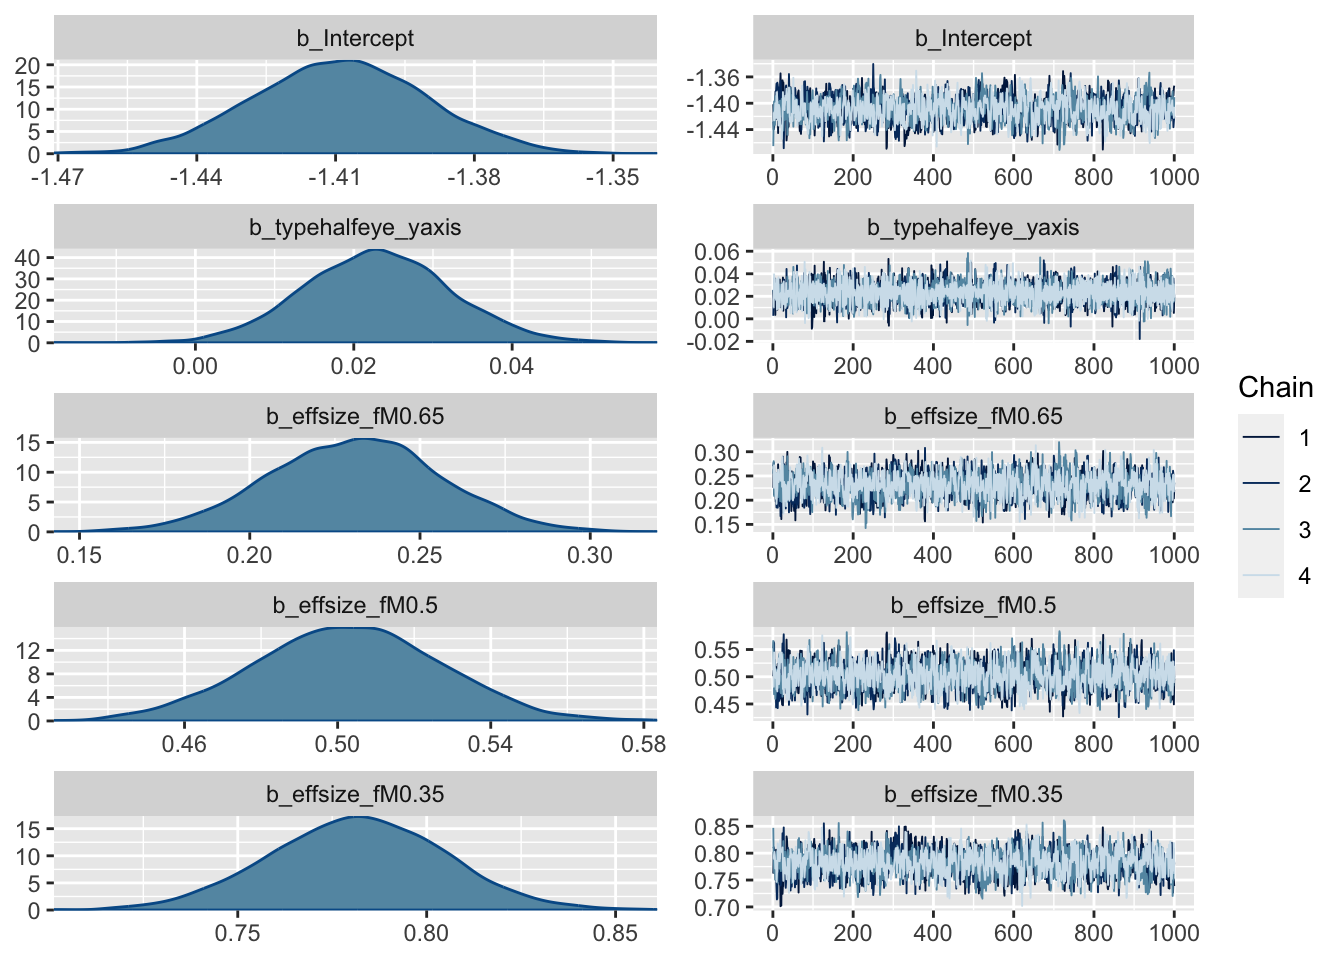 b_Intercept
20
15
10
5
0
-1.47 -1.44 -1.41 -1.38 -1.35
b_Intercept
-1.36
-1.40
-1.44
0 200 400 600 800 1000
b_typehalfeye_yaxis
40
30
20
10
0
0.00 0.02 0.04
b_typehalfeye_yaxis
0.06
0.04
0.02
0.00
-0.02
0 200 400 600 800 1000
b_effsize_fM0.65
15
10
5
0
0.15 0.20 0.25 0.30
b_effsize_fM0.65
0.30
0.25
0.20
0.15
0 200 400 600 800 1000
b_effsize_fM0.5
12
8
4
0
0.46 0.50 0.54 0.58
b_effsize_fM0.5
0.55
0.50
0.45
0 200 400 600 800 1000
b_effsize_fM0.35
15
10
5
0
0.75 0.80 0.85
b_effsize_fM0.35
0.85
0.80
0.75
0.70
0 200 400 600 800 1000
Chain
1
2
3
4